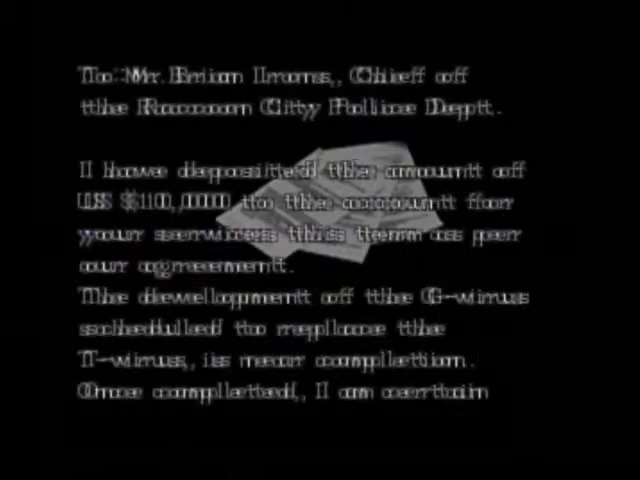 To: Mr. Brian Irons, Chief of
the Raccoon City Police Dept.
I have deposited the amount of
US $10,000 to the account for
your services this term as per
our agreement.
The development of the G-virus
scheduled to replace the
T-virus, is near completion.
Once completed, I am certain